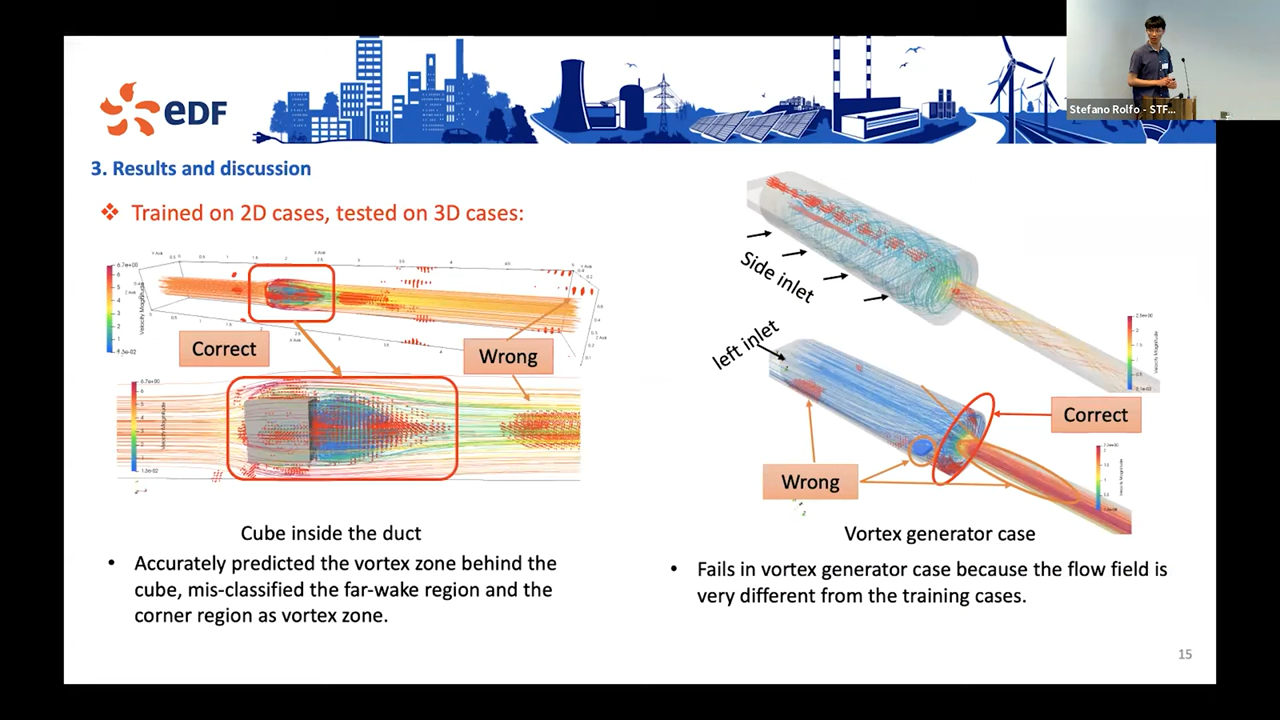 Stefano Rolfo - STF...
eDF
3. Results and discussion
❖ Trained on 2D cases, tested on 3D cases:
Correct
Wrong
Velocity Magnitude
Cube inside the duct
• Accurately predicted the vortex zone behind the
cube, mis-classified the far-wake region and the
corner region as vortex zone.
Side inlet
left inlet
Correct
Wrong
Vortex generator case
• Fails in vortex generator case because the flow field is
very different from the training cases.
15